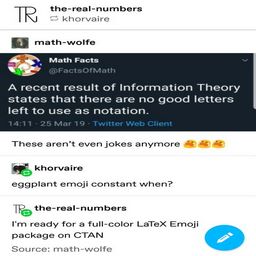 the-real-numbers
khorvaire
math-wolfe
Math Facts
@FactsOfMath
A recent result of Information Theory
states that there are no good letters
left to use as notation.
14:11 · 25 Mar 19 · Twitter Web Client
These aren't even jokes anymore
khorvaire
eggplant emoji constant when?
the-real-numbers
I'm ready for a full-color LaTeX Emoji
package on CTAN
Source: math-wolfe